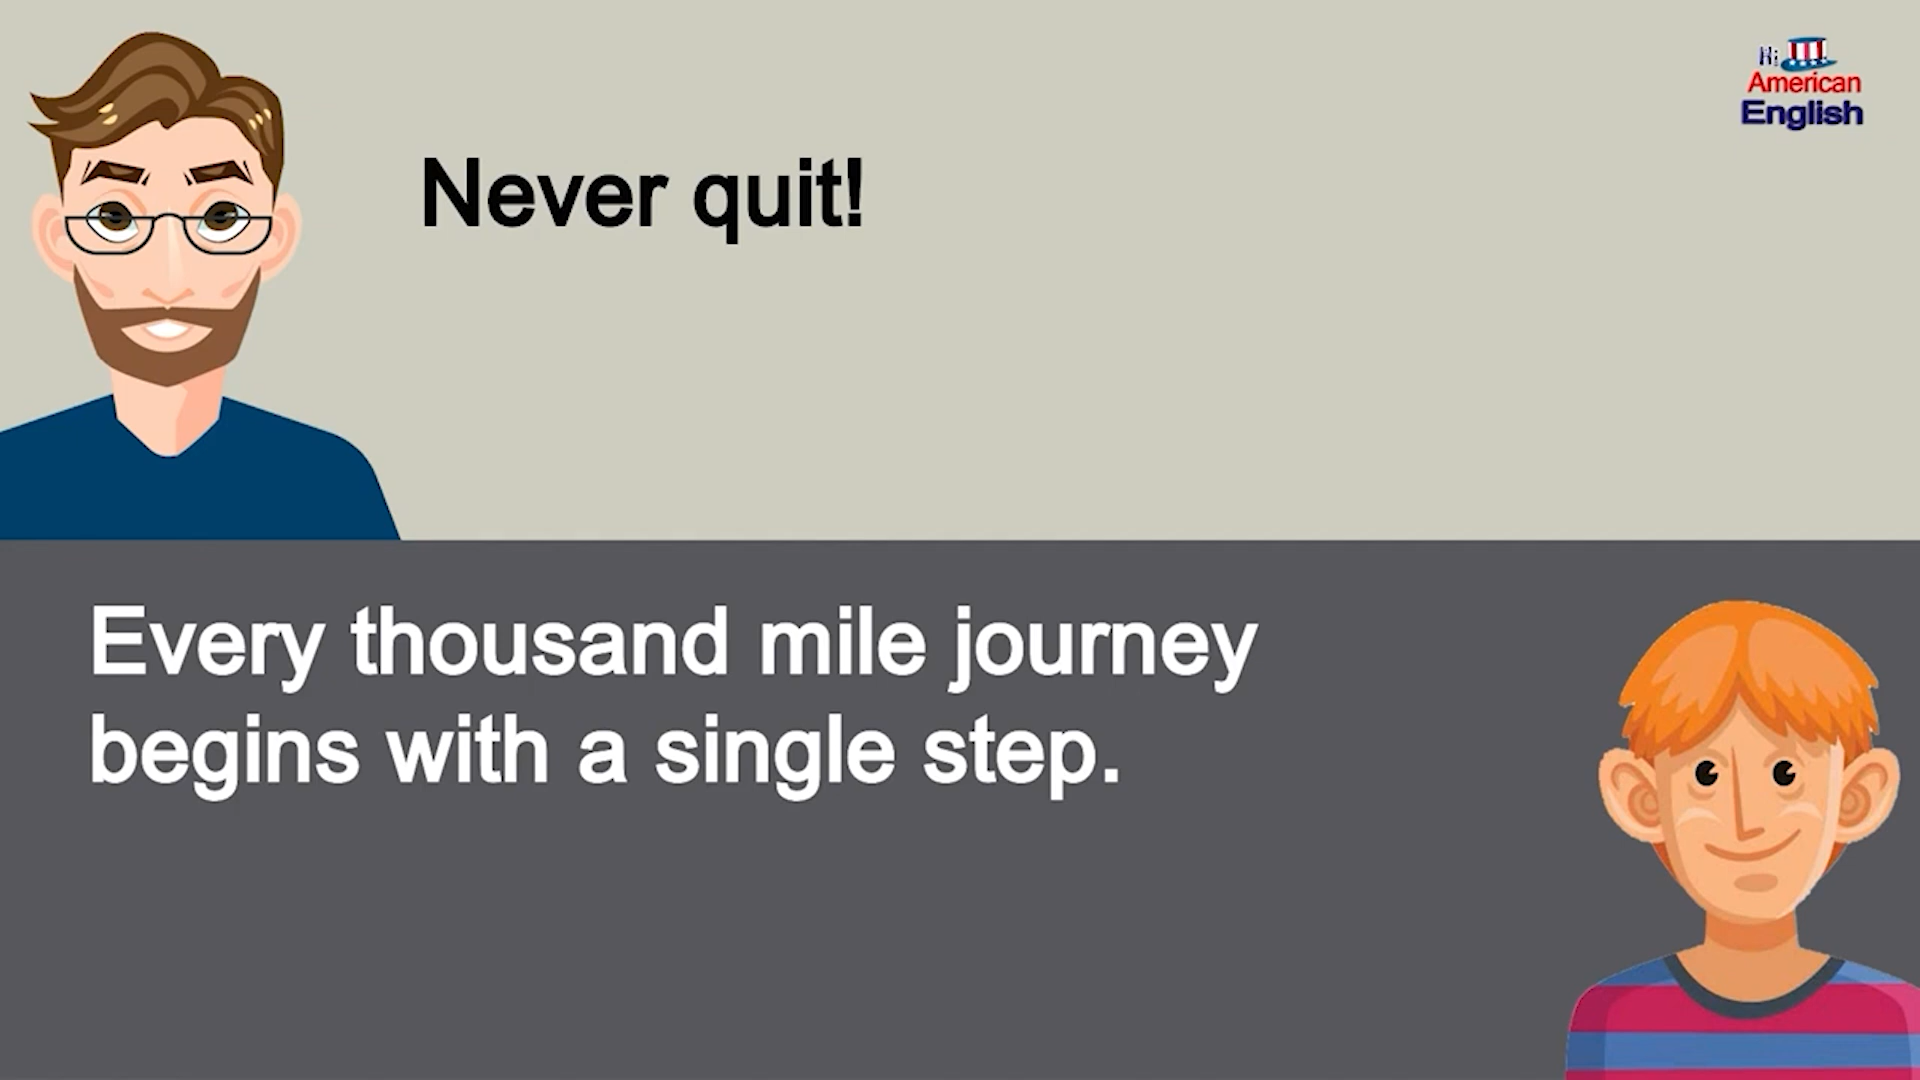 Hi
American
English
Never quit!
Every thousand mile journey
begins with a single step.